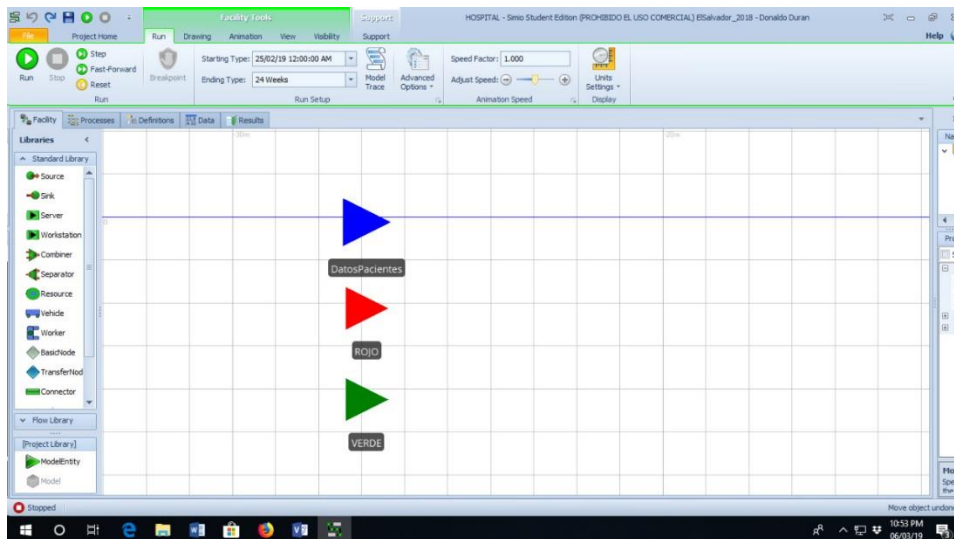 Facility Tools
Support
HOSPITAL - Simio Student Edition (PROHIBIDO EL USO COMERCIAL) ElSalvador_2018 - Donaldo Duran
File
Project Home
Run
Drawing
Animation
View
Visibility
Support
Help
Run
Stop
Step
Fast-Forward
Reset
Run
Breakpoint
Starting Type: 25/02/19 12:00:00 AM
Ending Type: 24 Weeks
Run Setup
Model Trace
Advanced Options
Speed Factor: 1.000
Adjust Speed:
Animation Speed
Units Settings
Display
Facility
Processes
Definitions
Data
Results
Libraries
Standard Library
Source
Sink
Server
Workstation
Combiner
Separator
Resource
Vehicle
Worker
BasicNode
TransferNod
Connector
Flow Library
[Project Library]
ModelEntity
Model
DatosPacientes
ROJO
VERDE
Na
Pro
Mo
Spe
the
Stopped
Move object undone
10:53 PM
06/03/19